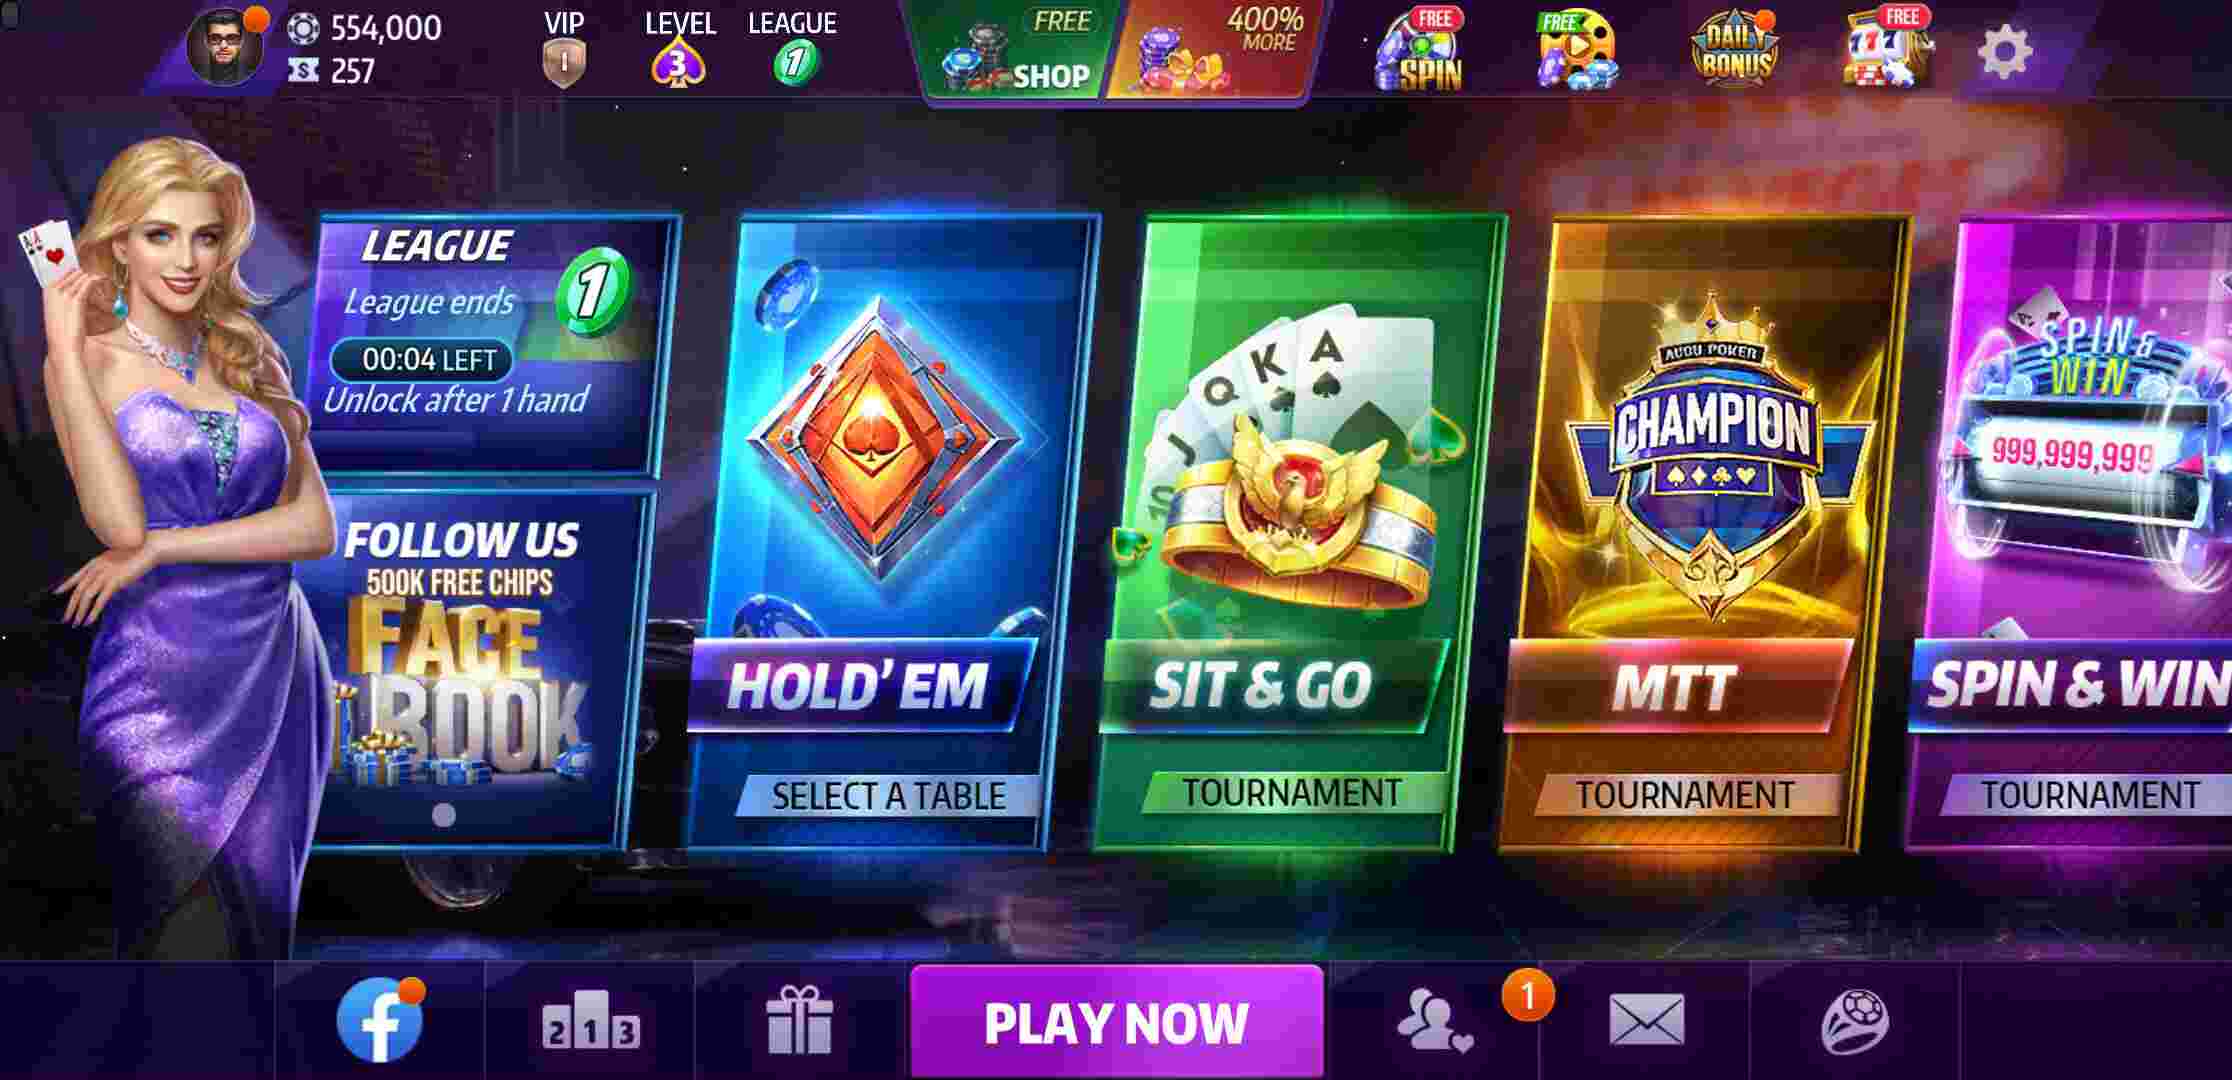 554,000
257
VIP
1
LEVEL
3
LEAGUE
1
FREE
SHOP
400%
MORE
FREE
SPIN
FREE
DAILY
BONUS
FREE
777
LEAGUE
League ends
1
00:04 LEFT
Unlock after 1 hand
FOLLOW US
500K FREE CHIPS
FACE
BOOK
A
A
HOLD' EM
SELECT A TABLE
10
J
Q
K
A
SIT & GO
TOURNAMENT
POKER
CHAMPION
MTT
TOURNAMENT
SPIN &
WIN
999,999,999
SPIN & WIN
TOURNAMENT
f
2 1 3
PLAY NOW
1